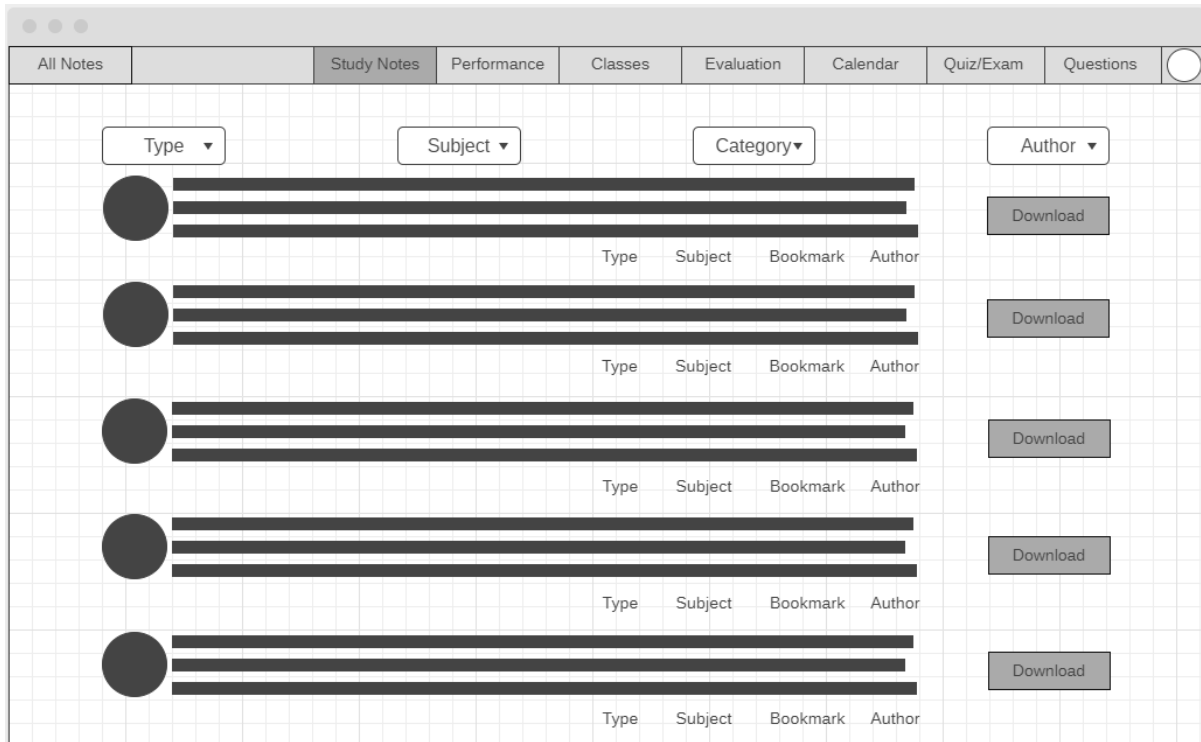 All Notes Study Notes Performance Classes Evaluation Calendar Quiz/Exam Questions
Type Subject Category Author
Download
Type Subject Bookmark Author
Download
Type Subject Bookmark Author
Download
Type Subject Bookmark Author
Download
Type Subject Bookmark Author
Download
Type Subject Bookmark Author